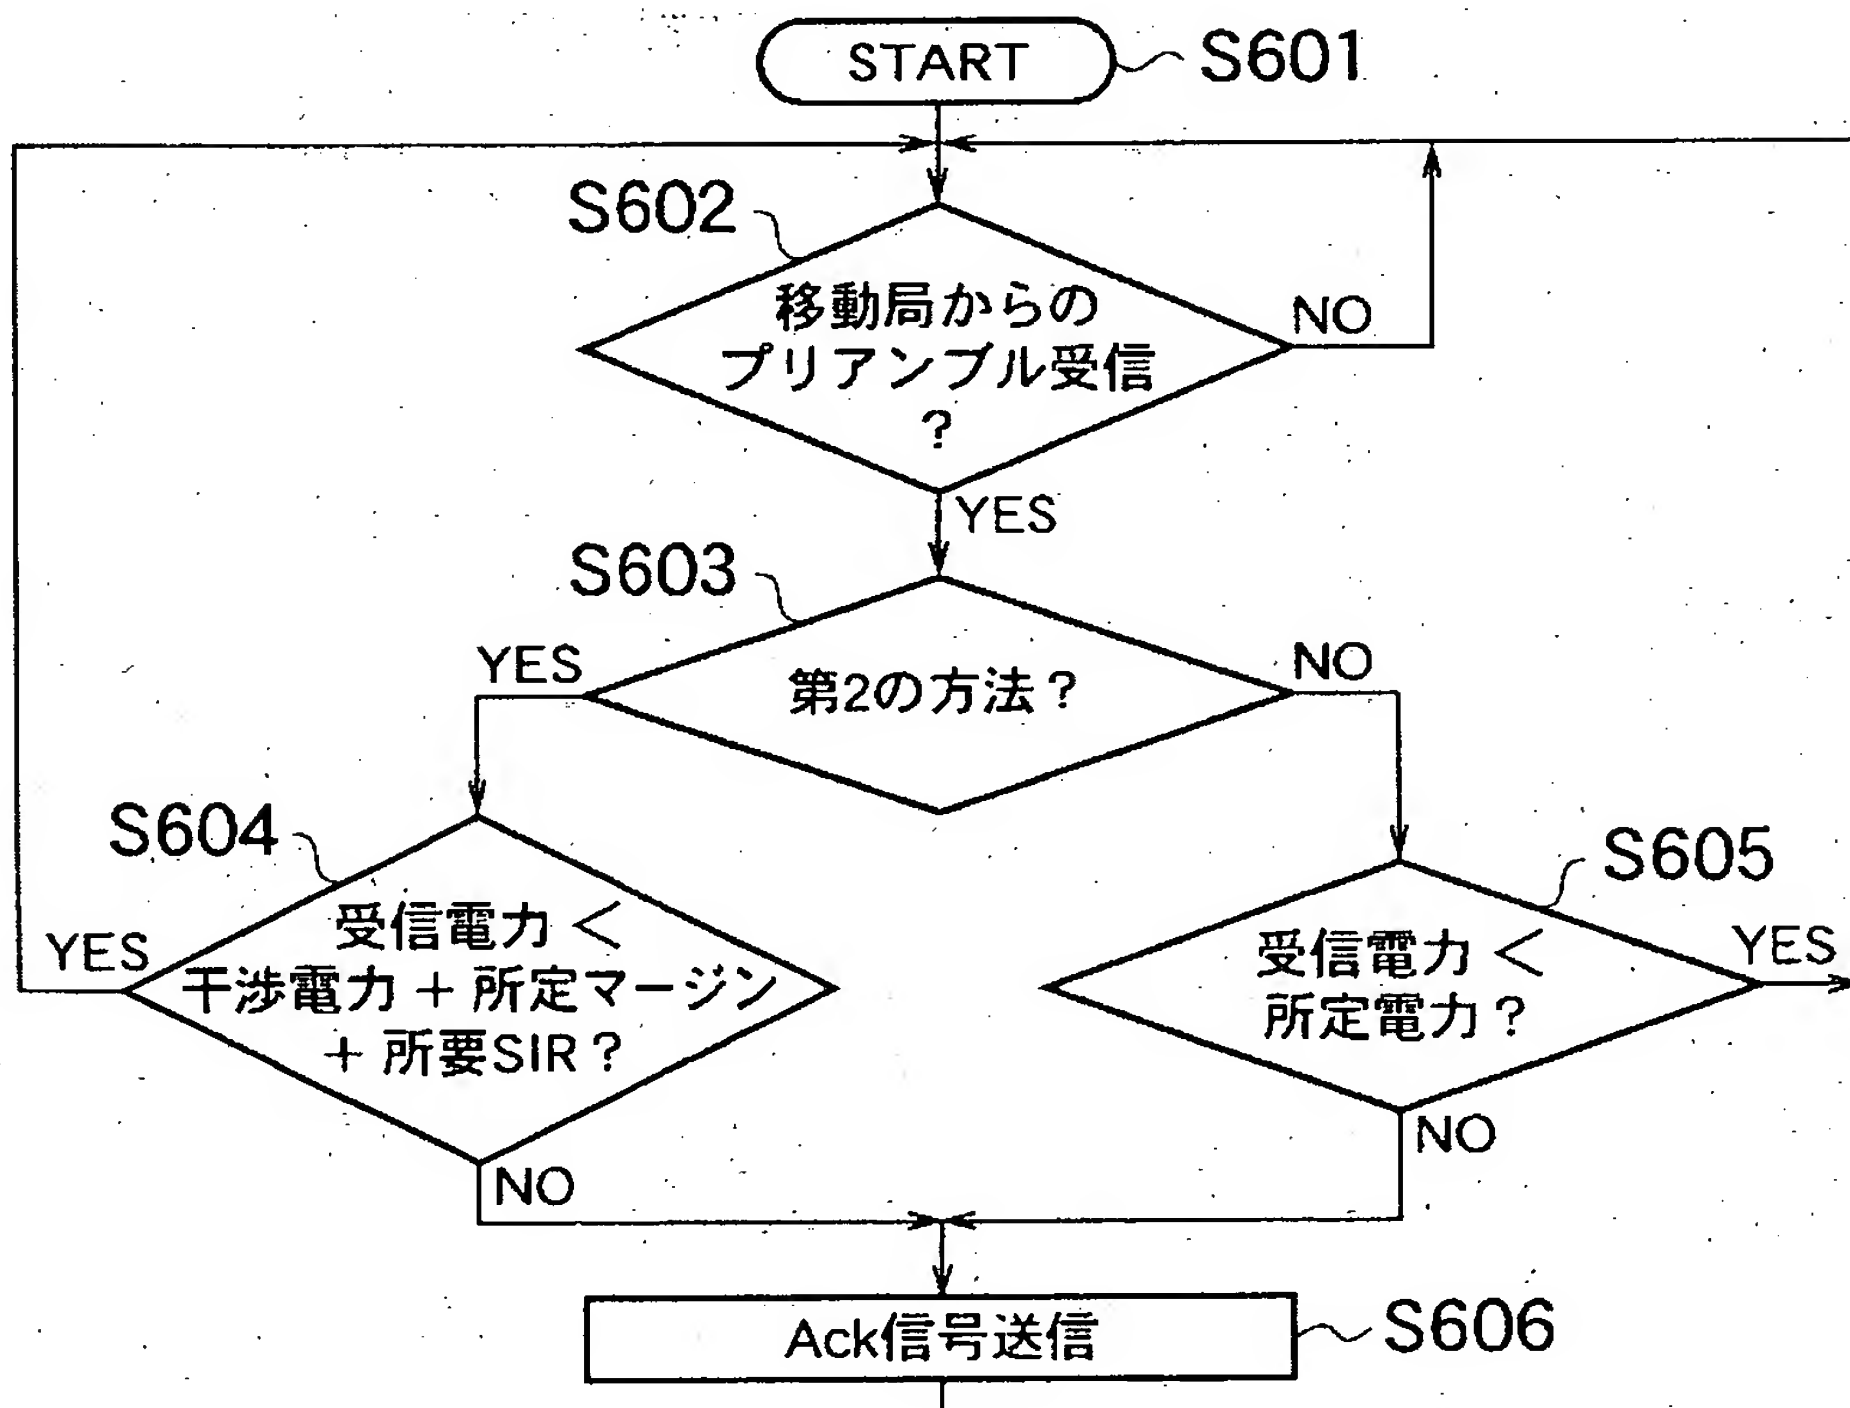 START
S601
S602
移動局からの
プリアンブル受信
?
NO
YES
S603
YES
第2の方法?
NO
S604
受信電力 <
干渉電力 + 所定マージン
+ 所要SIR?
YES
NO
S605
受信電力 <
所定電力?
YES
NO
Ack信号送信
S606